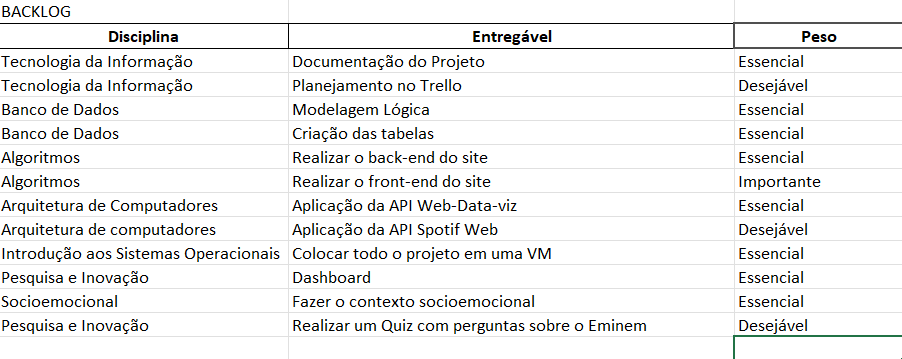 BACKLOG
Disciplina Entregável Peso
Tecnologia da Informação Documentação do Projeto Essencial
Tecnologia da Informação Planejamento no Trello Desejável
Banco de Dados Modelagem Lógica Essencial
Banco de Dados Criação das tabelas Essencial
Algoritmos Realizar o back-end do site Essencial
Algoritmos Realizar o front-end do site Importante
Arquitetura de Computadores Aplicação da API Web-Data-viz Essencial
Arquitetura de computadores Aplicação da API Spotif Web Desejável
Introdução aos Sistemas Operacionais Colocar todo o projeto em uma VM Essencial
Pesquisa e Inovação Dashboard Essencial
Socioemocional Fazer o contexto socioemocional Essencial
Pesquisa e Inovação Realizar um Quiz com perguntas sobre o Eminem Desejável